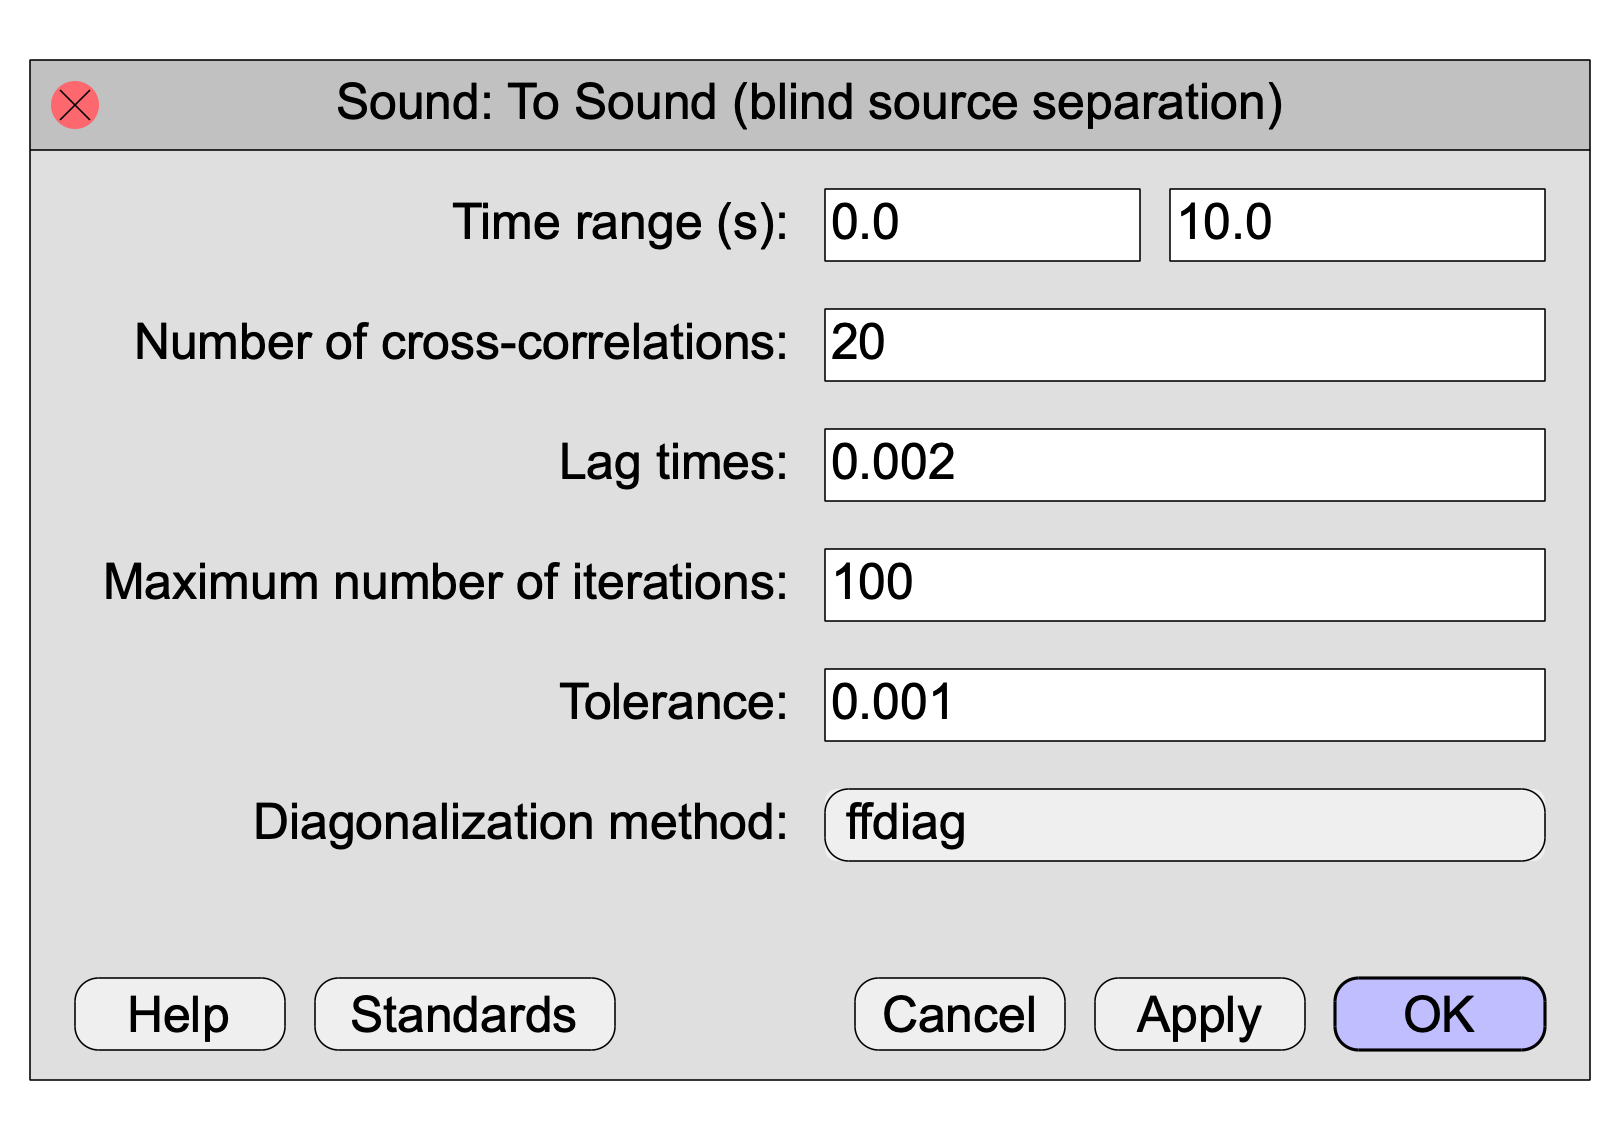 Sound: To Sound (blind source separation)
Time range (s): 0.0 10.0
Number of cross-correlations: 20
Lag times: 0.002
Maximum number of iterations: 100
Tolerance: 0.001
Diagonalization method: ffdiag
Help Standards Cancel Apply OK